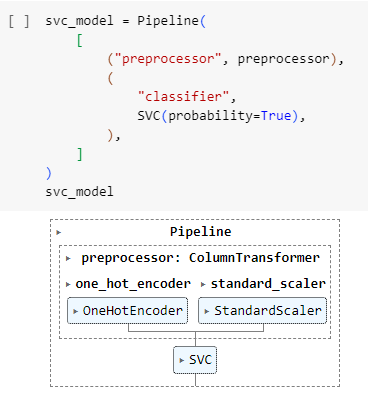 [ ] svc_model = Pipeline(
[
("preprocessor", preprocessor),
(
"classifier",
SVC(probability=True),
),
]
)
svc_model
Pipeline
preprocessor: ColumnTransformer
one_hot_encoder standard_scaler
OneHotEncoder StandardScaler
SVC